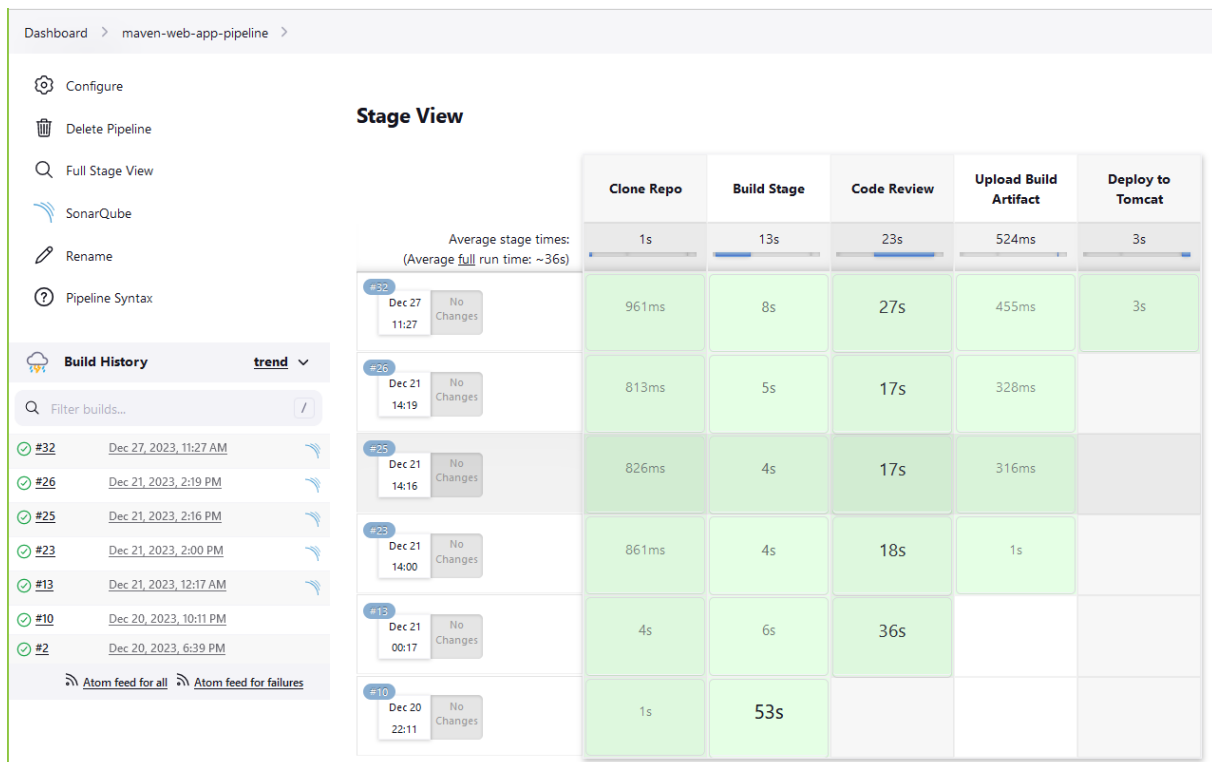 Dashboard > maven-web-app-pipeline >
Configure
Delete Pipeline
Full Stage View
SonarQube
Rename
Pipeline Syntax
Build History trend
Filter builds... /
#32 Dec 27, 2023, 11:27 AM
#26 Dec 21, 2023, 2:19 PM
#25 Dec 21, 2023, 2:16 PM
#23 Dec 21, 2023, 2:00 PM
#13 Dec 21, 2023, 12:17 AM
#10 Dec 20, 2023, 10:11 PM
#2 Dec 20, 2023, 6:39 PM
Atom feed for all Atom feed for failures
Stage View
Clone Repo
Build Stage
Code Review
Upload Build
Artifact
Deploy to
Tomcat
Average stage times:
(Average full run time: ~36s)
1s 13s 23s 524ms 3s
#32
Dec 27
11:27
No
Changes
961ms 8s 27s 455ms 3s
#26
Dec 21
14:19
No
Changes
813ms 5s 17s 328ms
#25
Dec 21
14:16
No
Changes
826ms 4s 17s 316ms
#23
Dec 21
14:00
No
Changes
861ms 4s 18s 1s
#13
Dec 21
00:17
No
Changes
4s 6s 36s
#10
Dec 20
22:11
No
Changes
1s 53s